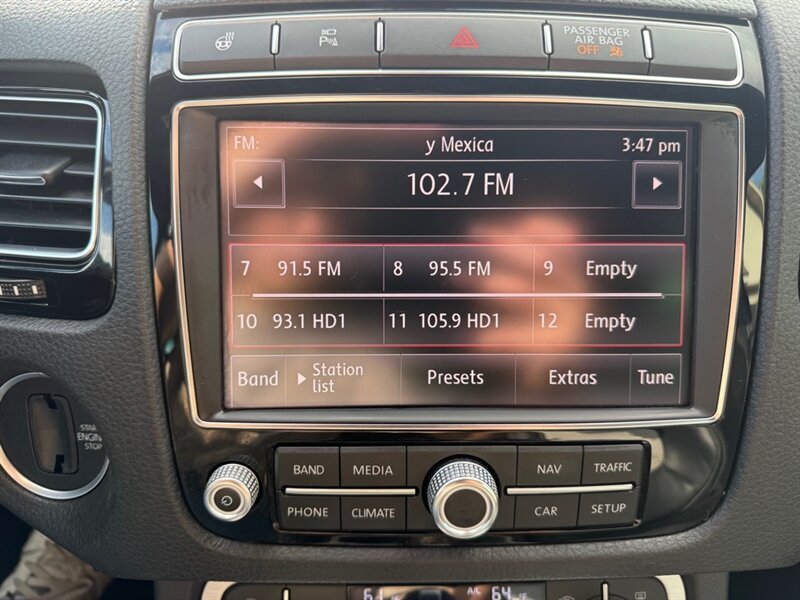 PASSENGER
AIR BAG
OFF
FM: y Mexica 3:47 pm
102.7 FM
7 91.5 FM 8 95.5 FM 9 Empty
10 93.1 HD1 11 105.9 HD1 12 Empty
Band Station list Presets Extras Tune
START
ENGINE
STOP
BAND MEDIA NAV TRAFFIC
PHONE CLIMATE CAR SETUP
A/C 64